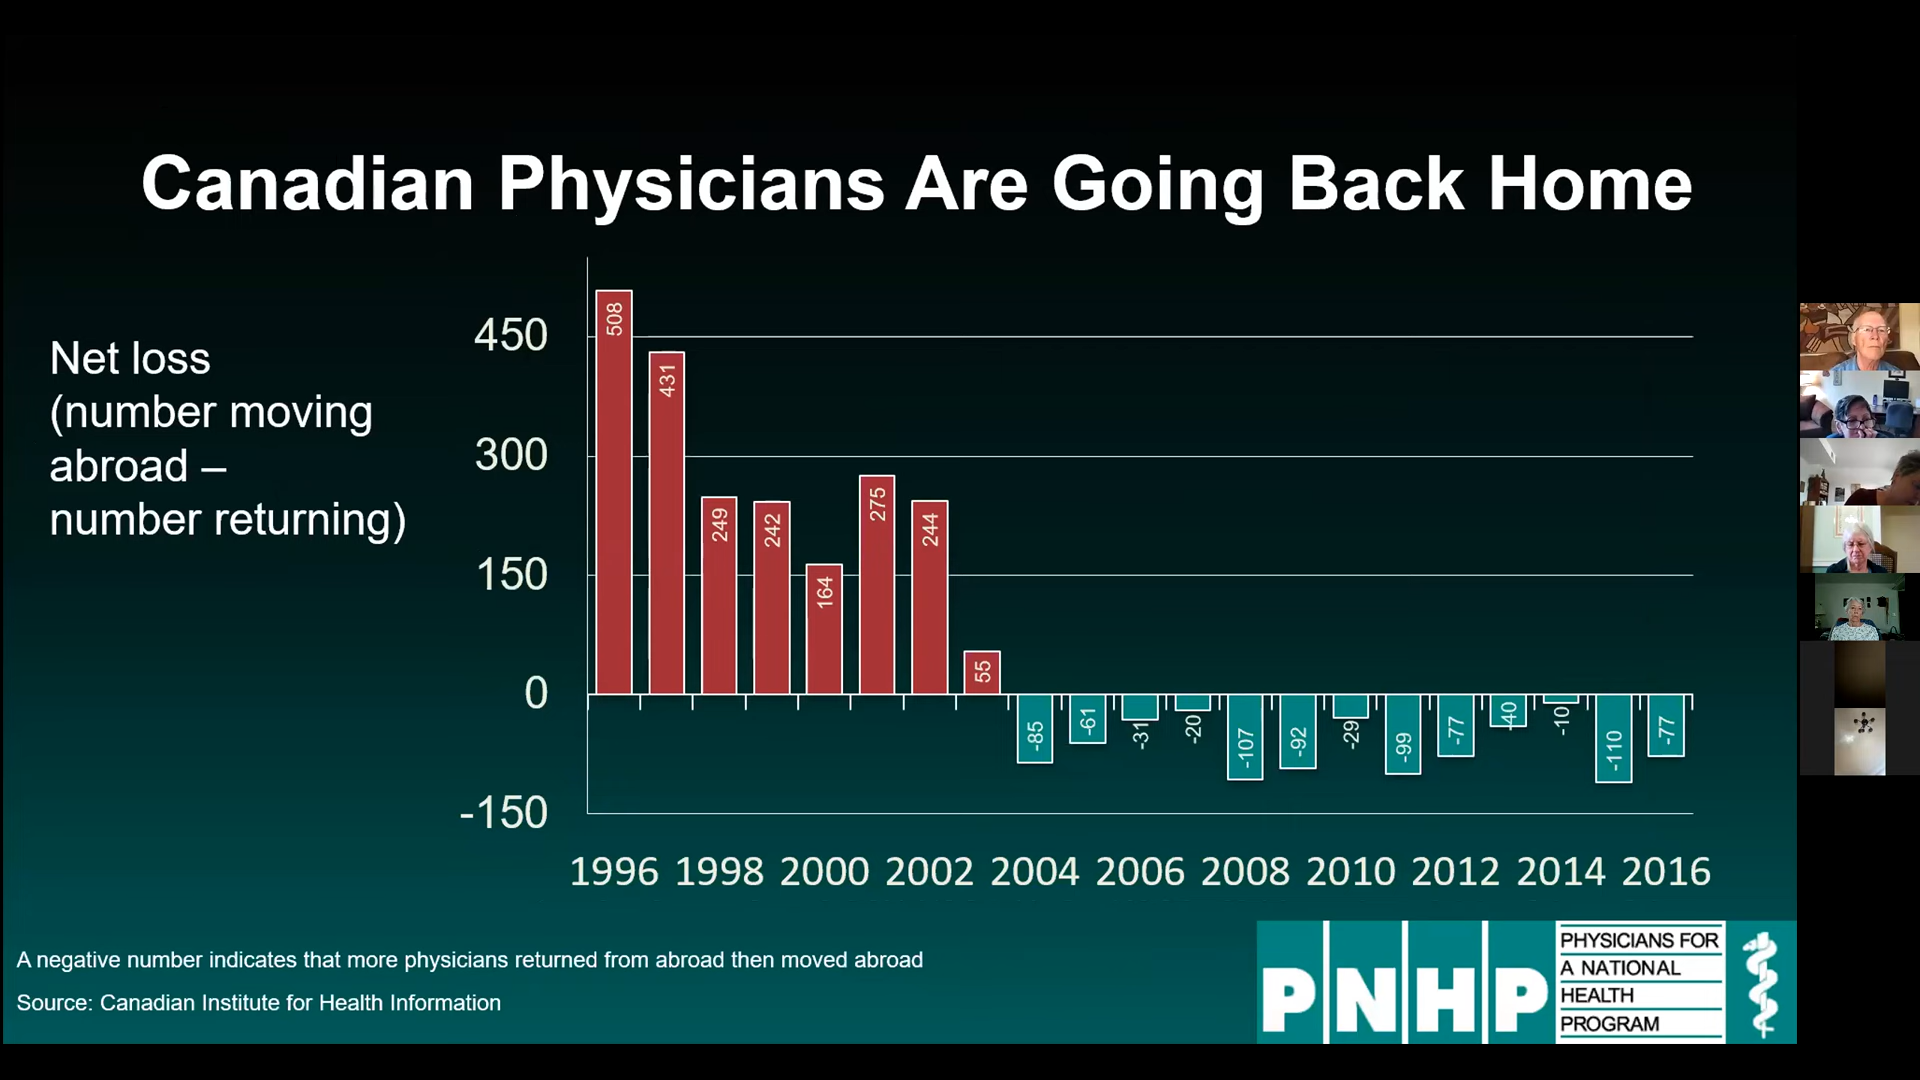 Canadian Physicians Are Going Back Home
Net loss
(number moving
abroad –
number returning)
450
300
150
0
-150
508
431
249
242
164
275
244
55
-85
-61
-31
-20
-107
-92
-29
-99
-77
-40
-10
-110
-77
1996 1998 2000 2002 2004 2006 2008 2010 2012 2014 2016
A negative number indicates that more physicians returned from abroad then moved abroad
Source: Canadian Institute for Health Information
PNHP
PHYSICIANS FOR
A NATIONAL
HEALTH
PROGRAM